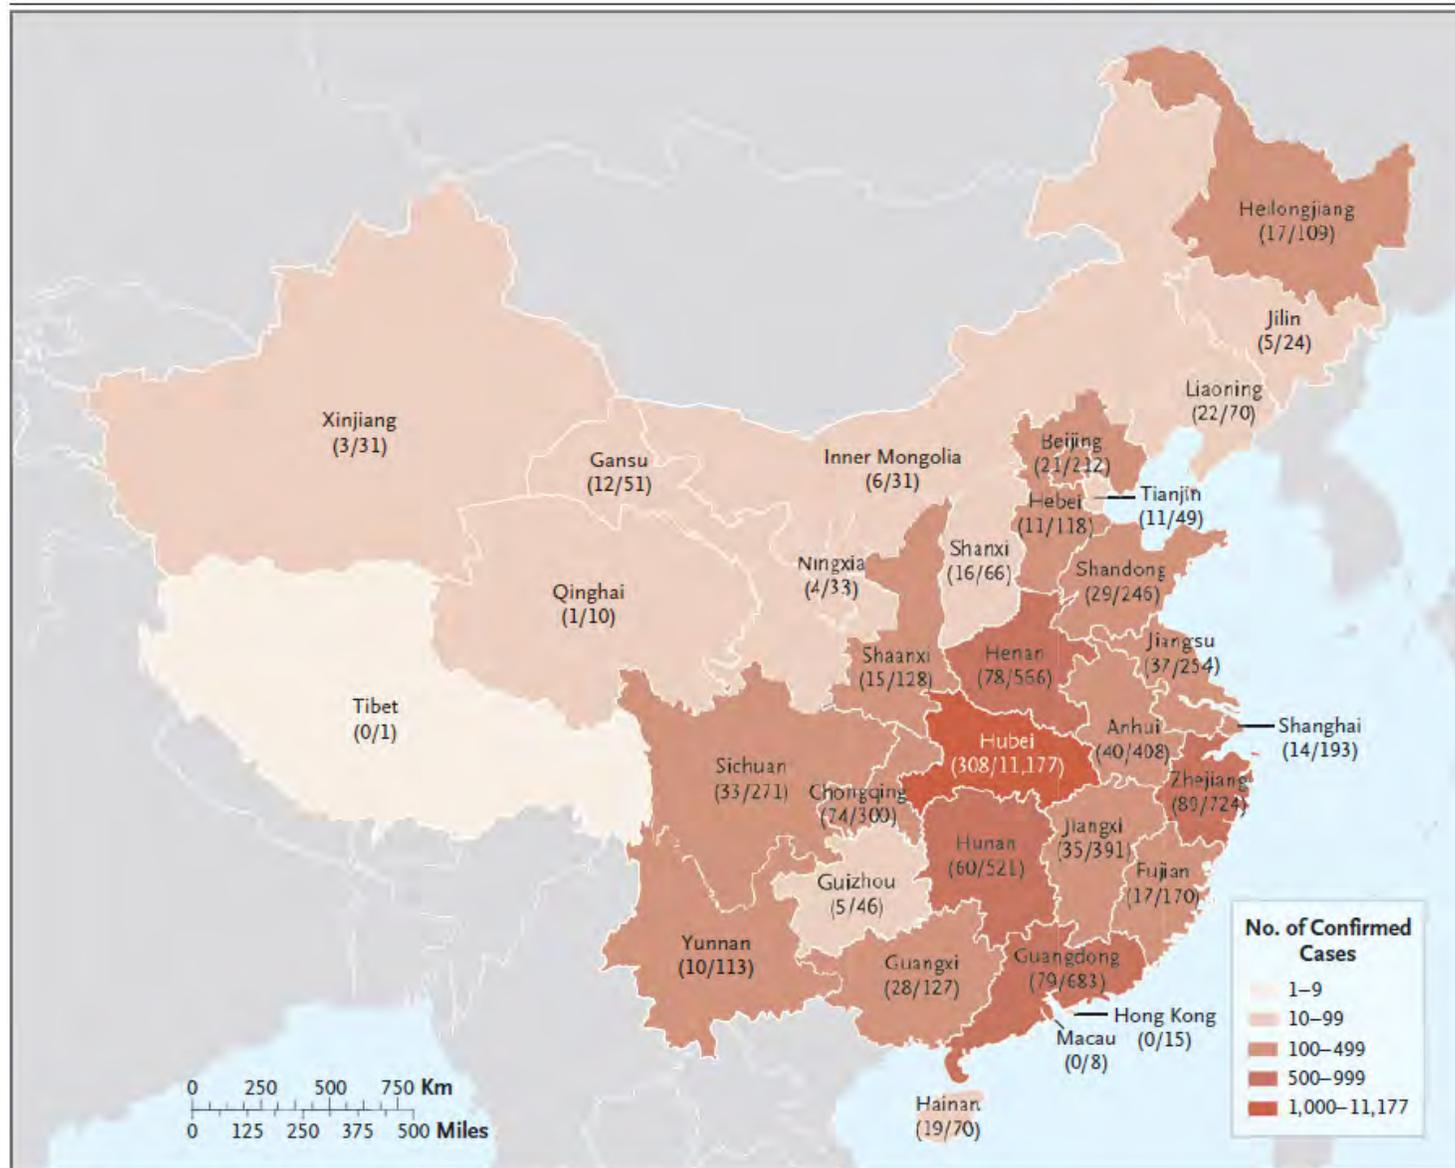 Heilongjiang
(17/109)
Jilin
(5/24)
Liaoning
(22/70)
Xinjiang
(3/31)
Gansu
(12/51)
Inner Mongolia
(6/31)
Beijing
(21/212)
Tianjin
(11/49)
Hebei
(11/118)
Shanxi
(16/66)
Ningxia
(4/33)
Shandong
(29/246)
Qinghai
(1/10)
Shaanxi
(15/128)
Henan
(78/566)
Jiangsu
(37/254)
Tibet
(0/1)
Anhui
(40/408)
Shanghai
(14/193)
Hubei
(308/11,177)
Sichuan
(33/271)
Chongqing
(74/300)
Zhejiang
(89/724)
Jiangxi
(35/391)
Hunan
(60/521)
Fujian
(17/170)
Guizhou
(5/46)
Yunnan
(10/113)
Guangxi
(28/127)
Guangdong
(79/683)
Hong Kong
(0/15)
Macau
(0/8)
Hainan
(19/70)
No. of Confirmed
Cases
1–9
10–99
100–499
500–999
1,000–11,177
0 250 500 750 Km
0 125 250 375 500 Miles